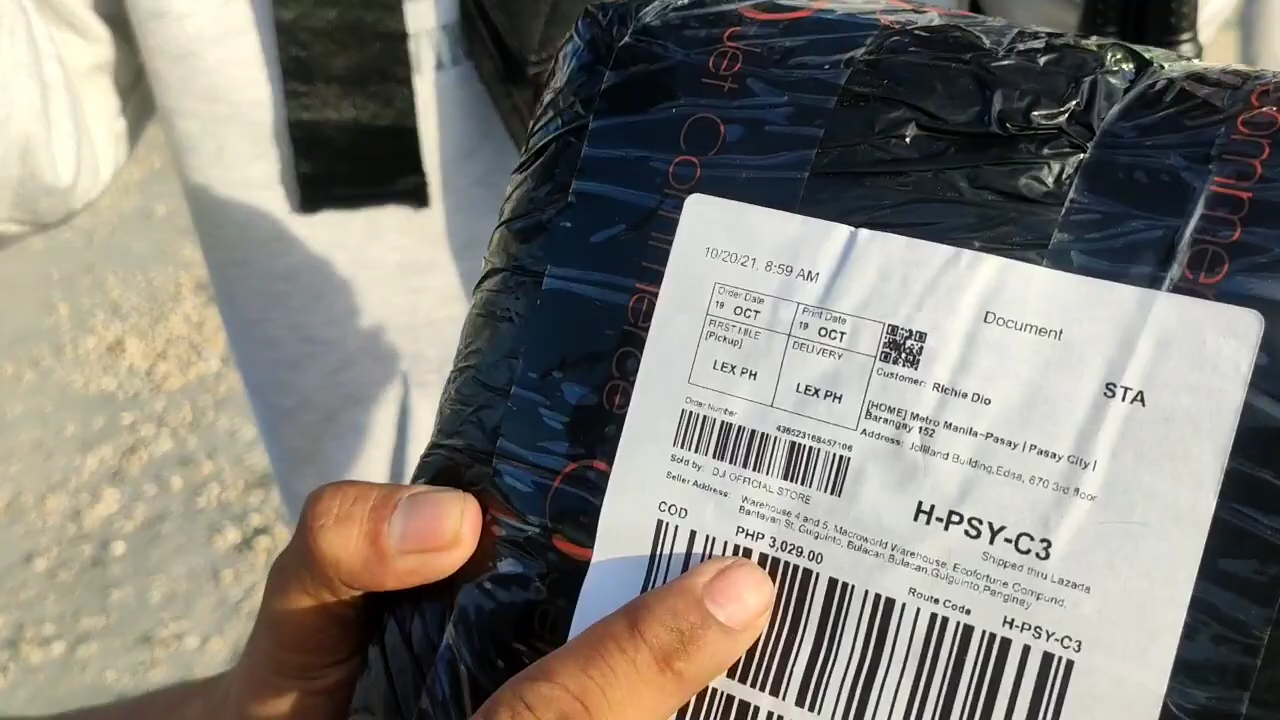 commerce
commerce
10/20/21, 8:59 AM
Document
Order Date
19 OCT
Print Date
19 OCT
FIRST MILE
(Pickup)
LEX PH
DELIVERY
LEX PH
STA
Customer: Richie Dio
[HOME] Metro Manila~Pasay | Pasay City |
Barangay 152
Address: Jolliland Building,Edsa, 670 3rd floor
Order Number
Sold by: DJI OFFICIAL STORE
Seller Address: Warehouse 4 and 5, Macroworld Warehouse, Ecofortune Compund,
Bantayan St, Guiguinto, Bulacan,Bulacan,Guiguinto,Panginay
H-PSY-C3
Shipped thru Lazada
COD
PHP 3,029.00
Route Code
H-PSY-C3